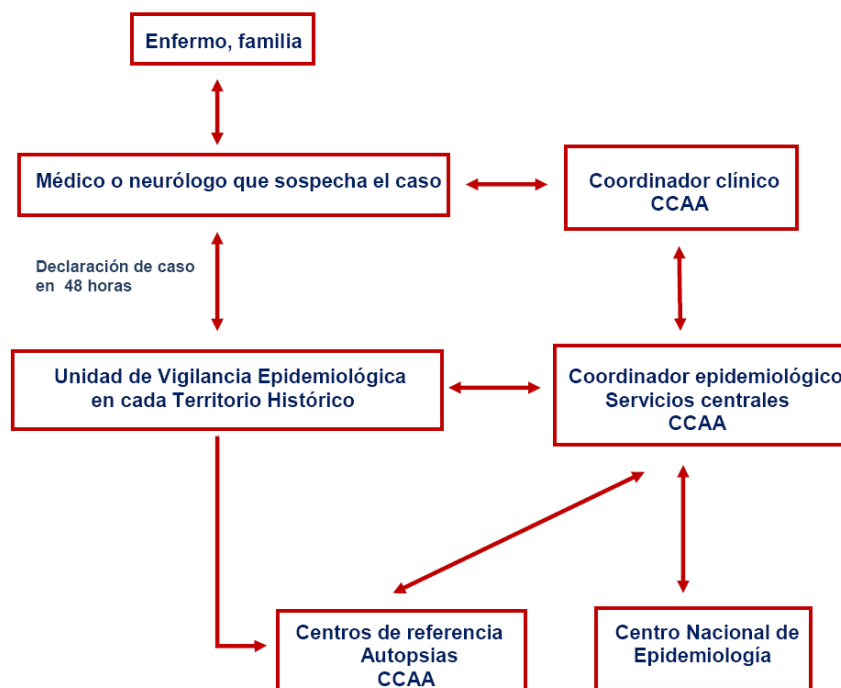 Enfermo, familia
Médico o neurólogo que sospecha el caso
Coordinador clínico
CCAA
Declaración de caso
en 48 horas
Unidad de Vigilancia Epidemiológica
en cada Territorio Histórico
Coordinador epidemiológico
Servicios centrales
CCAA
Centros de referencia
Autopsias
CCAA
Centro Nacional de
Epidemiología